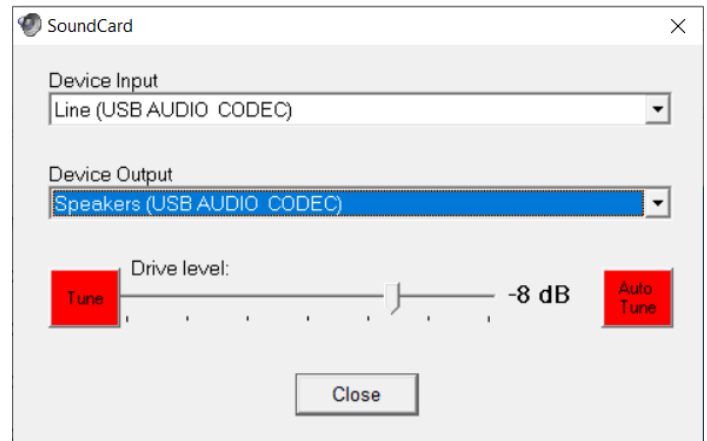 SoundCard
Device Input
Line (USB AUDIO  CODEC)
Device Output
Speakers (USB AUDIO  CODEC)
Drive level:
Tune
-8 dB
Auto
Tune
Close